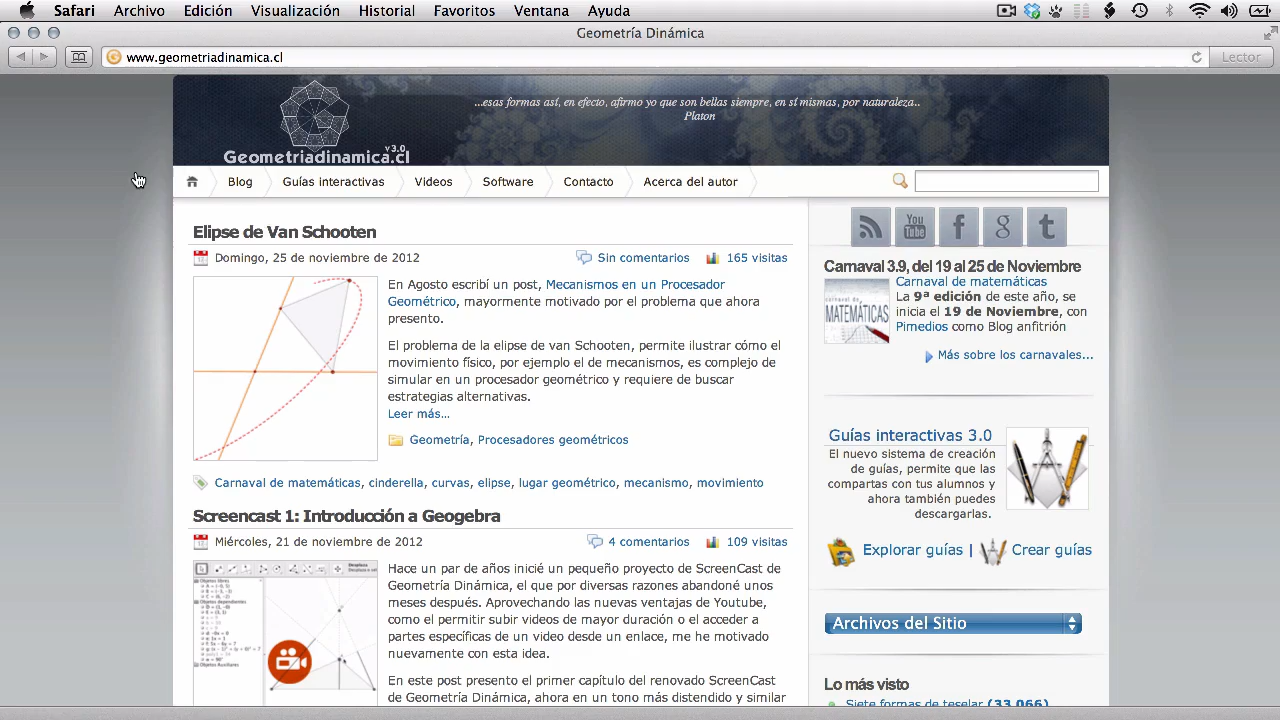 Safari Archivo Edición Visualización Historial Favoritos Ventana Ayuda
Geometría Dinámica
www.geometriadinamica.cl
Lector
...esas formas así, en efecto, afirmo yo que son bellas siempre, en sí mismas, por naturaleza..
Platon
v3.0
Geometriadinamica.cl
Blog Guías interactivas Videos Software Contacto Acerca del autor
Elipse de Van Schooten
Domingo, 25 de noviembre de 2012 Sin comentarios 165 visitas
En Agosto escribí un post, Mecanismos en un Procesador
Geométrico, mayormente motivado por el problema que ahora
presento.
El problema de la elipse de van Schooten, permite ilustrar cómo el
movimiento físico, por ejemplo el de mecanismos, es complejo de
simular en un procesador geométrico y requiere de buscar
estrategias alternativas.
Leer más...
Geometría, Procesadores geométricos
Carnaval de matemáticas, cinderella, curvas, elipse, lugar geométrico, mecanismo, movimiento
Screencast 1: Introducción a Geogebra
Miércoles, 21 de noviembre de 2012 4 comentarios 109 visitas
Hace un par de años inicié un pequeño proyecto de ScreenCast de
Geometría Dinámica, el que por diversas razones abandoné unos
meses después. Aprovechando las nuevas ventajas de Youtube,
como el permitir subir videos de mayor duración o el acceder a
partes específicas de un video desde un enlace, me he motivado
nuevamente con esta idea.
En este post presento el primer capítulo del renovado ScreenCast
de Geometría Dinámica, ahora en un tono más distendido y similar
You
Tube
f
g
t
Carnaval 3.9, del 19 al 25 de Noviembre
carnaval de
MATEMÁTICAS
Carnaval de matemáticas
La 9ª edición de este año, se
inicia el 19 de Noviembre, con
Pimedios como Blog anfitrión
Más sobre los carnavales...
Guías interactivas 3.0
El nuevo sistema de creación
de guías, permite que las
compartas con tus alumnos y
ahora también puedes
descargarlas.
Explorar guías | Crear guías
Archivos del Sitio
Lo más visto
Siete formas de teselar (33.066)